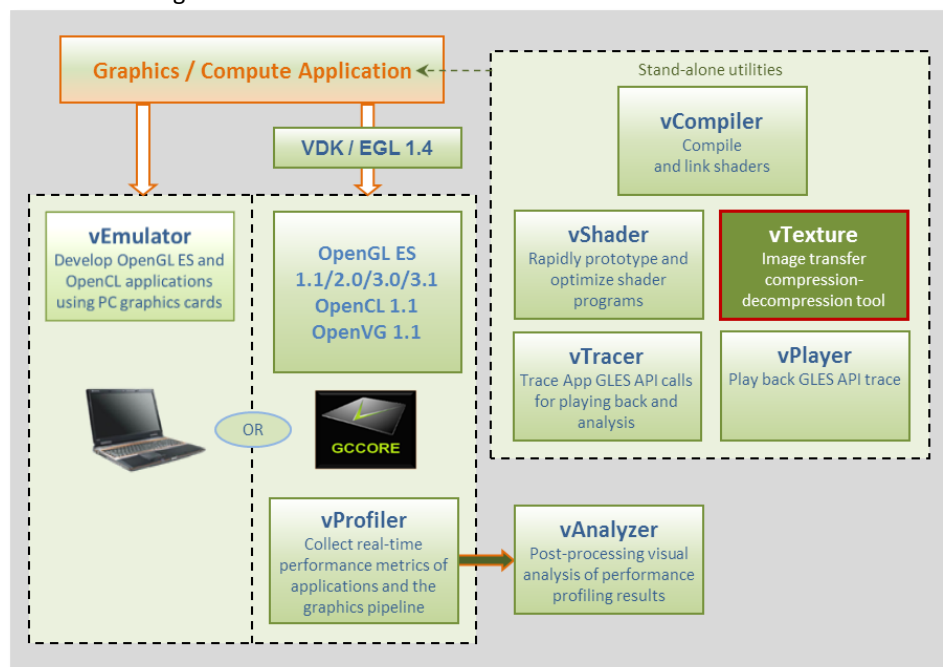 Graphics / Compute Application
Stand-alone utilities
vCompiler
Compile
and link shaders
VDK / EGL 1.4
vEmulator
Develop OpenGL ES and
OpenCL applications
using PC graphics cards
OpenGL ES
1.1/2.0/3.0/3.1
OpenCL 1.1
OpenVG 1.1
vShader
Rapidly prototype and
optimize shader
programs
vTexture
Image transfer
compression-
decompression tool
vTracer
Trace App GLES API calls
for playing back and
analysis
vPlayer
Play back GLES API trace
OR
GCCORE
vProfiler
Collect real-time
performance metrics of
applications and the
graphics pipeline
vAnalyzer
Post-processing visual
analysis of performance
profiling results